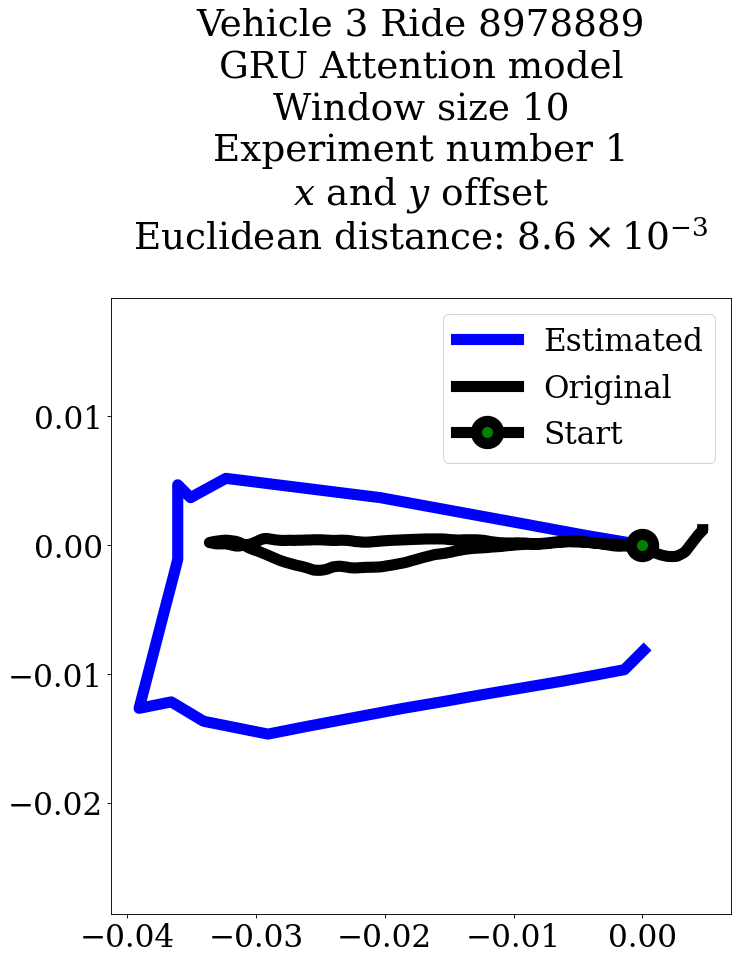 Vehicle 3 Ride 8978889
GRU Attention model
Window size 10
Experiment number 1
x and y offset
Euclidean distance: 8.6 × 10⁻³
Estimated
Original
Start
0.01
0.00
−0.01
−0.02
−0.04 −0.03 −0.02 −0.01 0.00